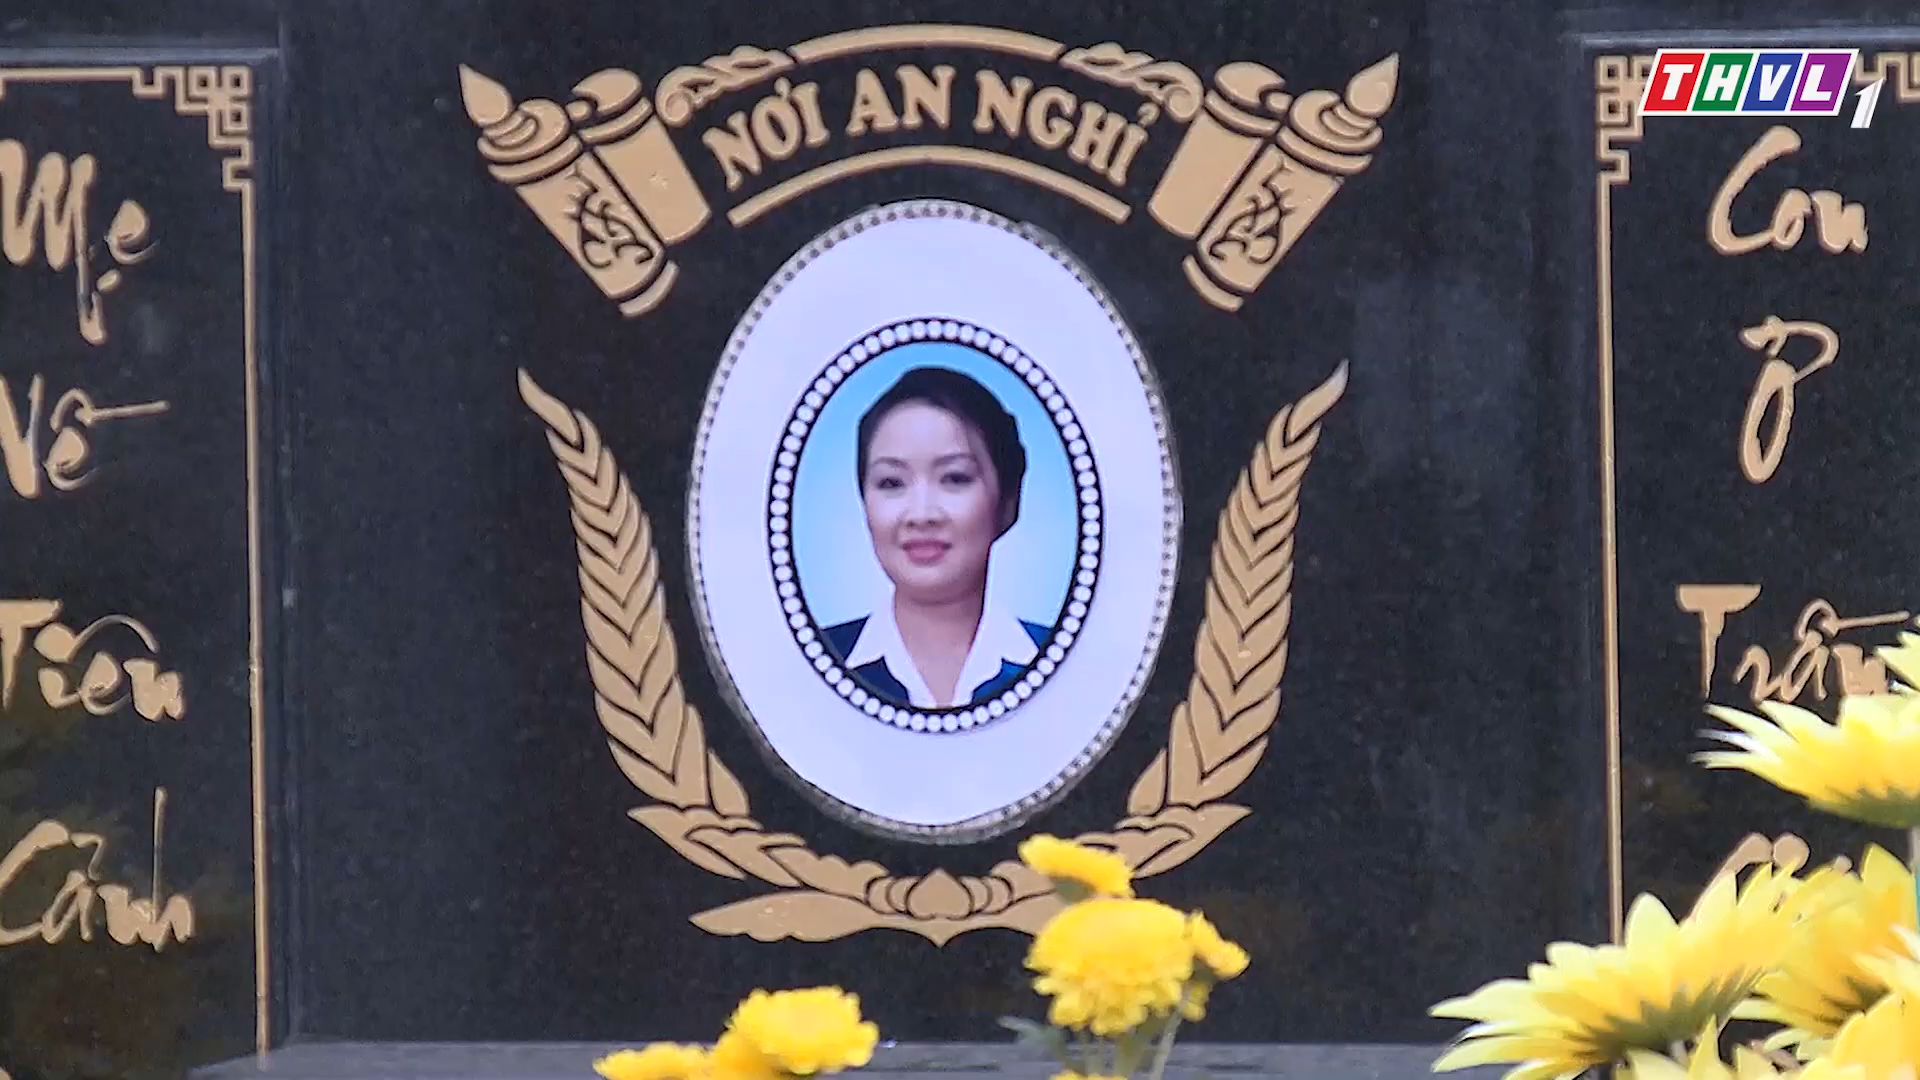 THVL1
NƠI AN NGHỈ
Mẹ
Về
Tiên
Cảnh
Con
Ở
Trần